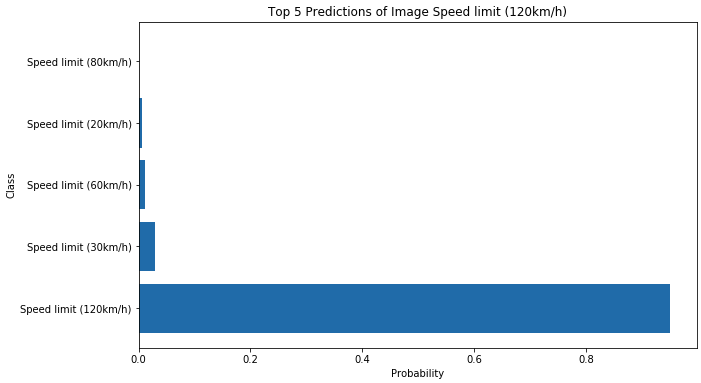 Top 5 Predictions of Image Speed limit (120km/h)
Speed limit (80km/h)
Speed limit (20km/h)
Speed limit (60km/h)
Speed limit (30km/h)
Speed limit (120km/h)
Class
0.0 0.2 0.4 0.6 0.8
Probability